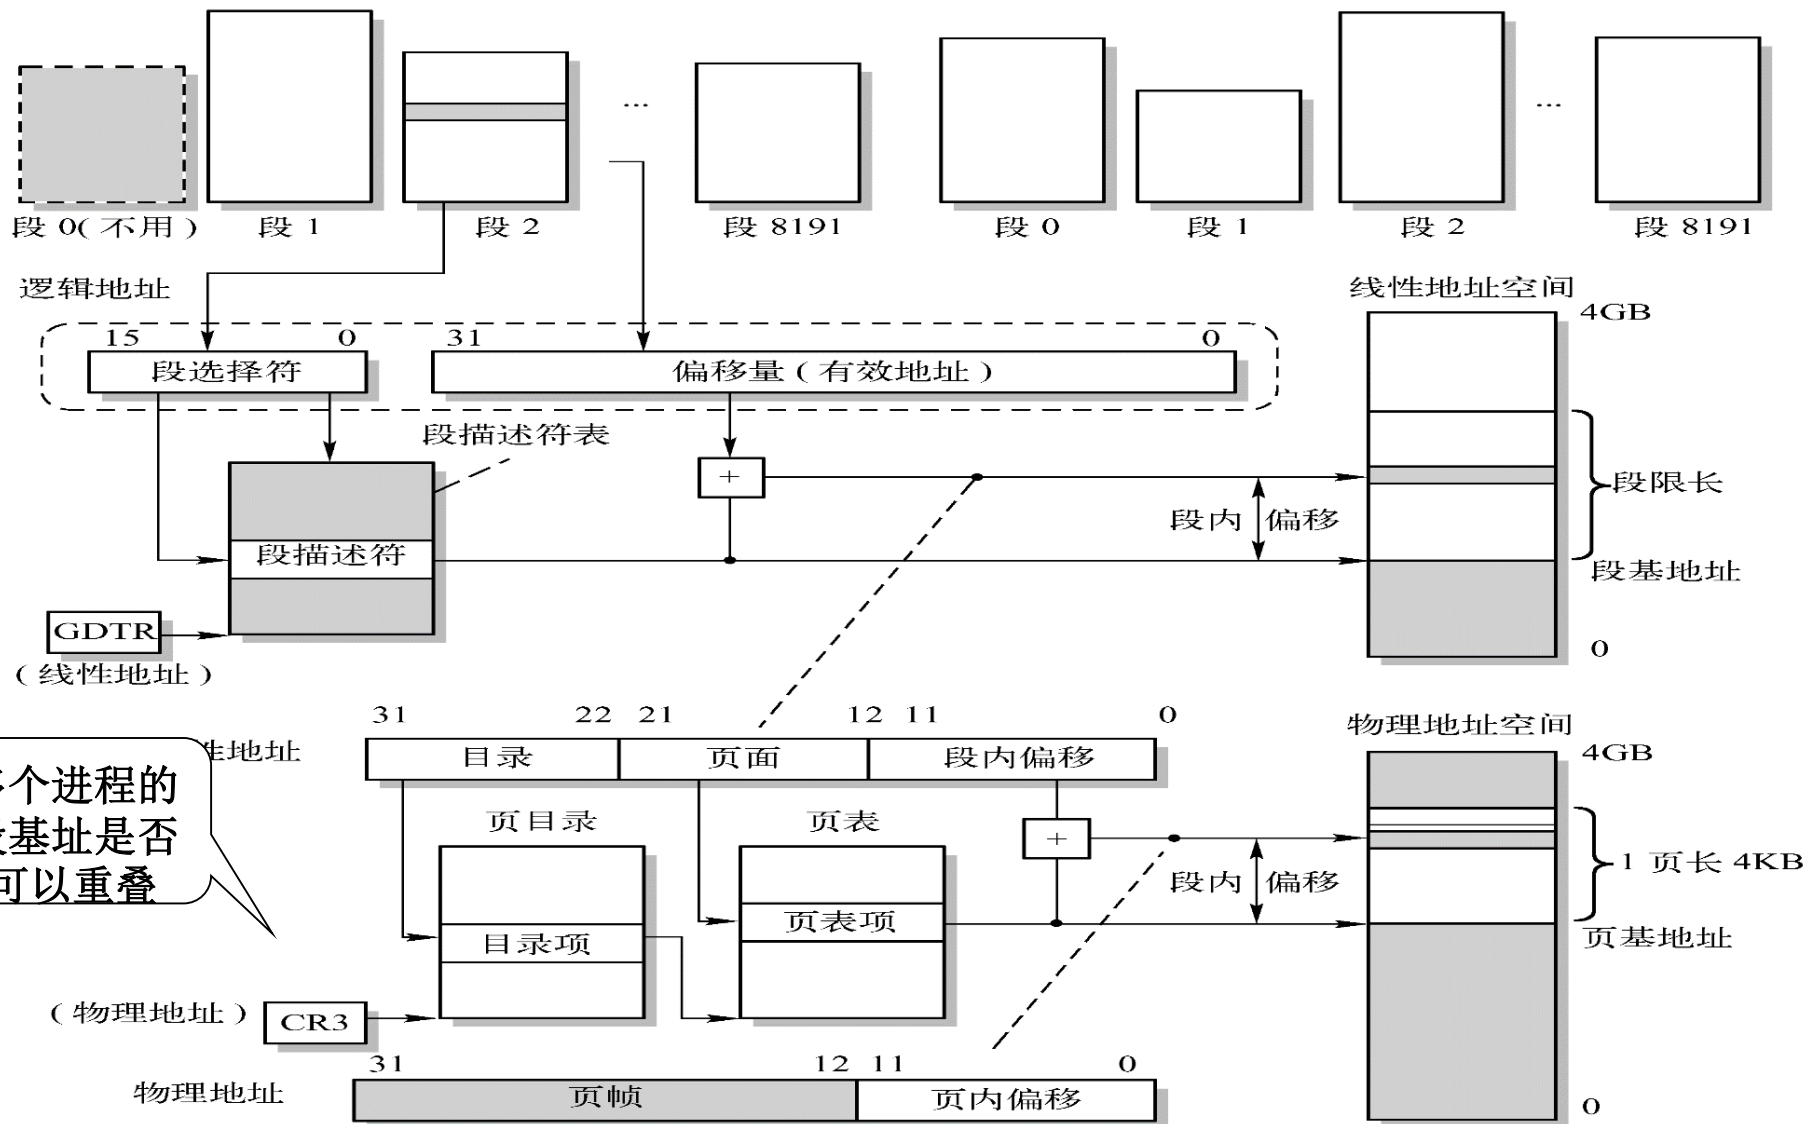 段 0( 不用 )
段 1
段 2
...
段 8191
段 0
段 1
段 2
...
段 8191
逻辑地址
线性地址空间
4GB
15
0
31
0
段选择符
偏移量 ( 有效地址 )
段描述符表
+
段限长
段内
偏移
段描述符
段基地址
GDTR
0
( 线性地址 )
31
22
21
12
11
0
物理地址空间
性地址
目录
页面
段内偏移
4GB
个进程的
基址是否
可以重叠
页目录
页表
+
1 页长 4KB
段内
偏移
页表项
目录项
页基地址
( 物理地址 )
CR3
31
12
11
0
物理地址
页帧
页内偏移
0